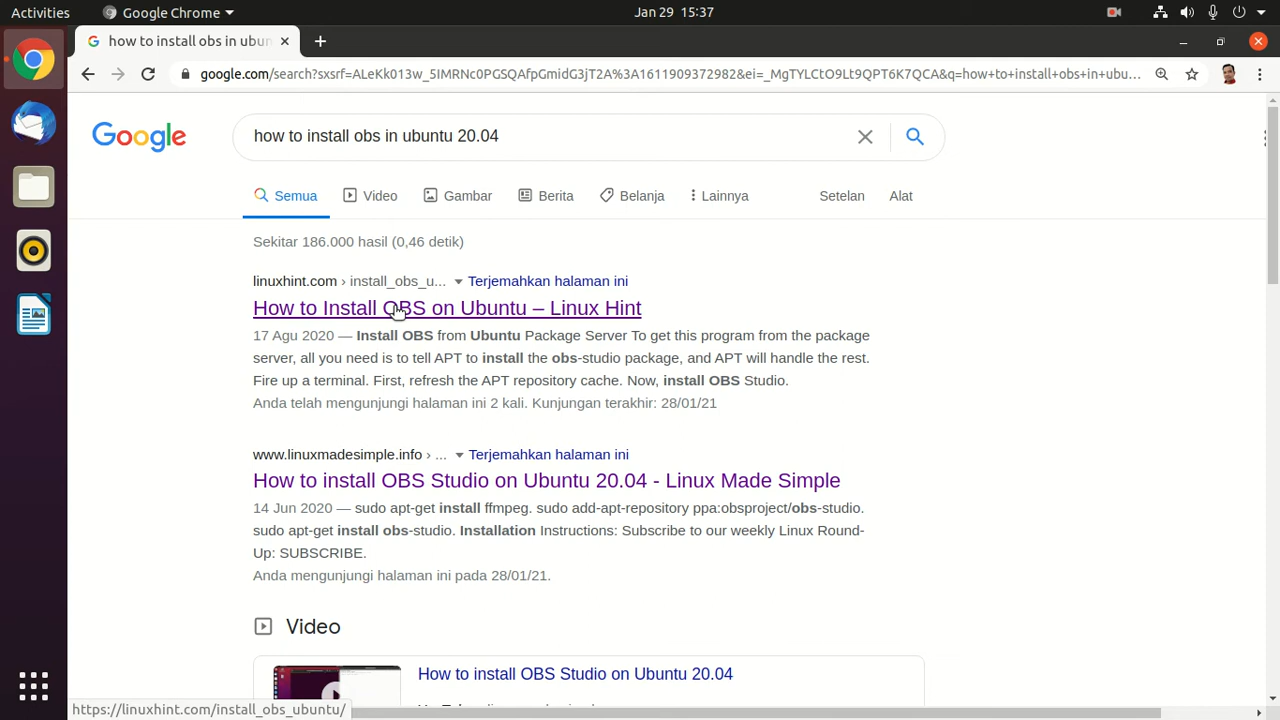 Activities
Google Chrome
Jan 29 15:37
how to install obs in ubun
google.com/search?sxsrf=ALeKk013w_5IMRNc0PGSQAfpGmidG3jT2A%3A1611909372982&ei=_MgTYLCtO9Lt9QPT6K7QCA&q=how+to+install+obs+in+ubu...
Google
how to install obs in ubuntu 20.04
Semua Video Gambar Berita Belanja Lainnya Setelan Alat
Sekitar 186.000 hasil (0,46 detik)
linuxhint.com › install_obs_u... Terjemahkan halaman ini
How to Install OBS on Ubuntu – Linux Hint
17 Agu 2020 — Install OBS from Ubuntu Package Server To get this program from the package
server, all you need is to tell APT to install the obs-studio package, and APT will handle the rest.
Fire up a terminal. First, refresh the APT repository cache. Now, install OBS Studio.
Anda telah mengunjungi halaman ini 2 kali. Kunjungan terakhir: 28/01/21
www.linuxmadesimple.info › ... Terjemahkan halaman ini
How to install OBS Studio on Ubuntu 20.04 - Linux Made Simple
14 Jun 2020 — sudo apt-get install ffmpeg. sudo add-apt-repository ppa:obsproject/obs-studio.
sudo apt-get install obs-studio. Installation Instructions: Subscribe to our weekly Linux Round-
Up: SUBSCRIBE.
Anda mengunjungi halaman ini pada 28/01/21.
Video
How to install OBS Studio on Ubuntu 20.04
https://linuxhint.com/install_obs_ubuntu/